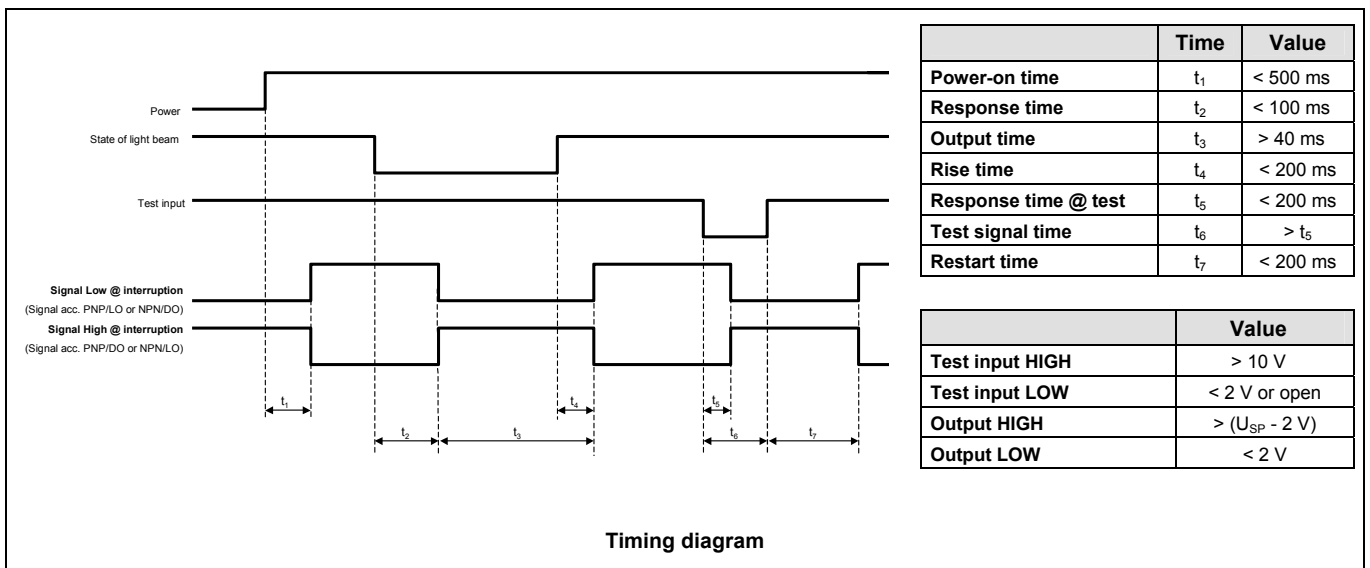 Power
State of light beam
Test input
Signal Low @ interruption
(Signal acc. PNP/LO or NPN/DO)
Signal High @ interruption
(Signal acc. PNP/DO or NPN/LO)
t₁
t₂
t₃
t₄
t₅
t₆
t₇
Time Value
Power-on time t₁ < 500 ms
Response time t₂ < 100 ms
Output time t₃ > 40 ms
Rise time t₄ < 200 ms
Response time @ test t₅ < 200 ms
Test signal time t₆ > t₅
Restart time t₇ < 200 ms
Value
Test input HIGH > 10 V
Test input LOW < 2 V or open
Output HIGH > (U_SP - 2 V)
Output LOW < 2 V
Timing diagram